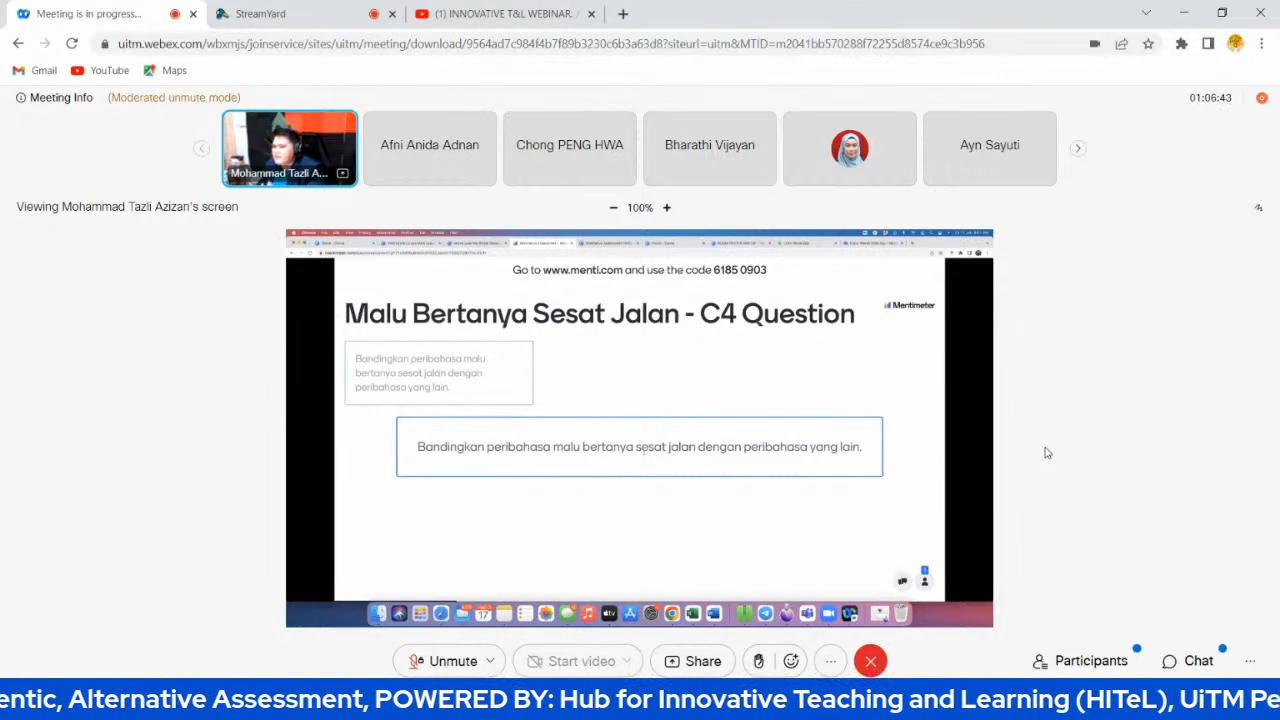 Meeting is in progress...
StreamYard
(1) INNOVATIVE T&L WEBINAR:
uitm.webex.com/wbxmjs/joinservice/sites/uitm/meeting/download/9564ad7c984f4b7f89b3230c6b3a63d8?siteurl=uitm&MTID=m2041bb570288f72255d8574ce9c3b956
Gmail
YouTube
Maps
Meeting Info
(Moderated unmute mode)
01:06:43
Mohammad Tazli A...
Afni Anida Adnan
Chong PENG HWA
Bharathi Vijayan
Ayn Sayuti
Viewing Mohammad Tazli Azizan's screen
100%
Go to www.menti.com and use the code 6185 0903
Malu Bertanya Sesat Jalan - C4 Question
Mentimeter
Bandingkan peribahasa malu
bertanya sesat jalan dengan
peribahasa yang lain.
Bandingkan peribahasa malu bertanya sesat jalan dengan peribahasa yang lain.
Unmute
Start video
Share
Participants
Chat
entic, Alternative Assessment, POWERED BY: Hub for Innovative Teaching and Learning (HITeL), UiTM Pe